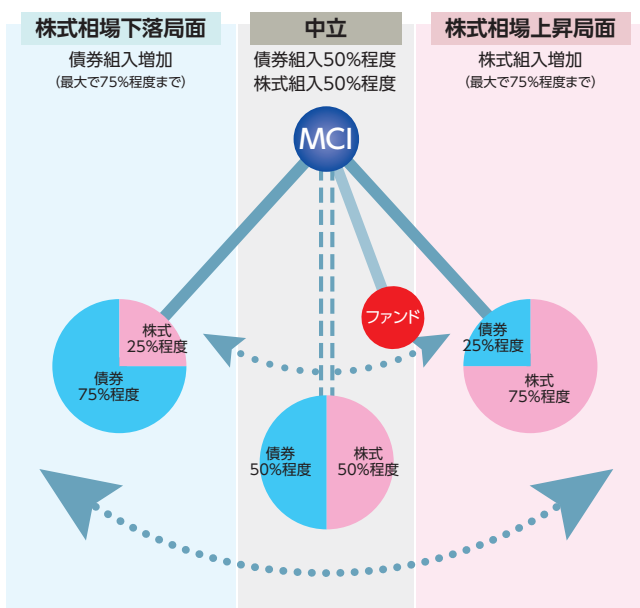 株式相場下落局面
債券組入増加
(最大で75%程度まで)
中立
債券組入50%程度
株式組入50%程度
株式相場上昇局面
株式組入増加
(最大で75%程度まで)
MCI
ファンド
株式
25%程度
債券
75%程度
債券
50%程度
株式
50%程度
債券
25%程度
株式
75%程度